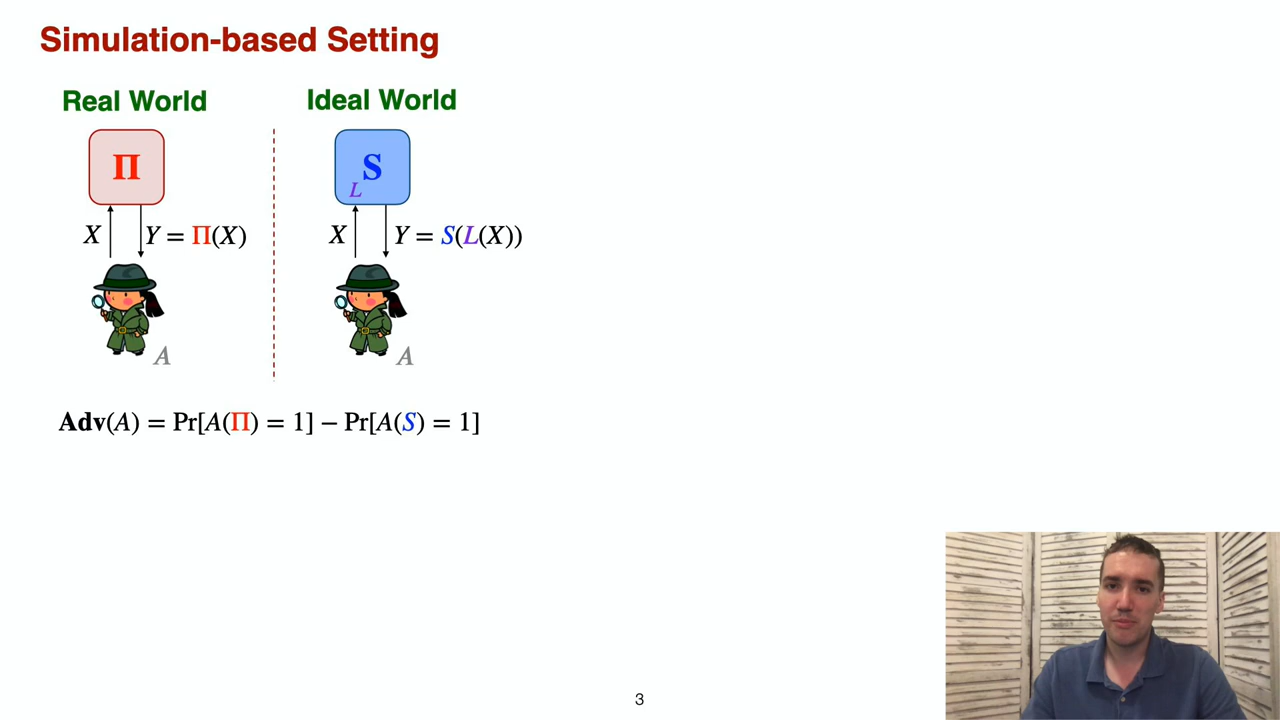 Simulation-based Setting
Real World
Ideal World
Π
S
L
X
Y = Π(X)
X
Y = S(L(X))
A
A
Adv(A) = Pr[A(Π) = 1] − Pr[A(S) = 1]
3